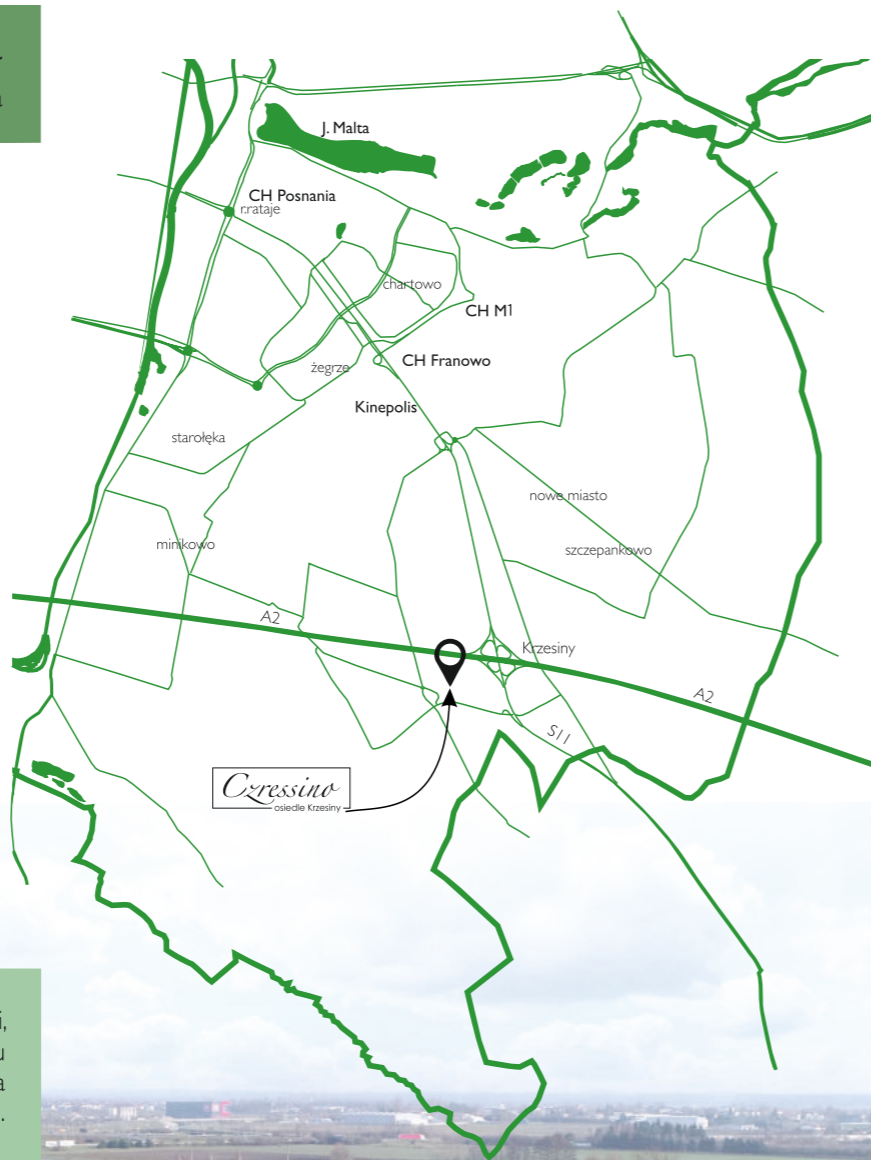 J. Malta
CH Posnania
r.rataje
chartowo
CH M1
CH Franowo
żegrze
Kinepolis
starołęka
nowe miasto
minikowo
szczepankowo
A2
Krzesiny
A2
S11
Czressino
osiedle Krzesiny
a
i,
u
a
.